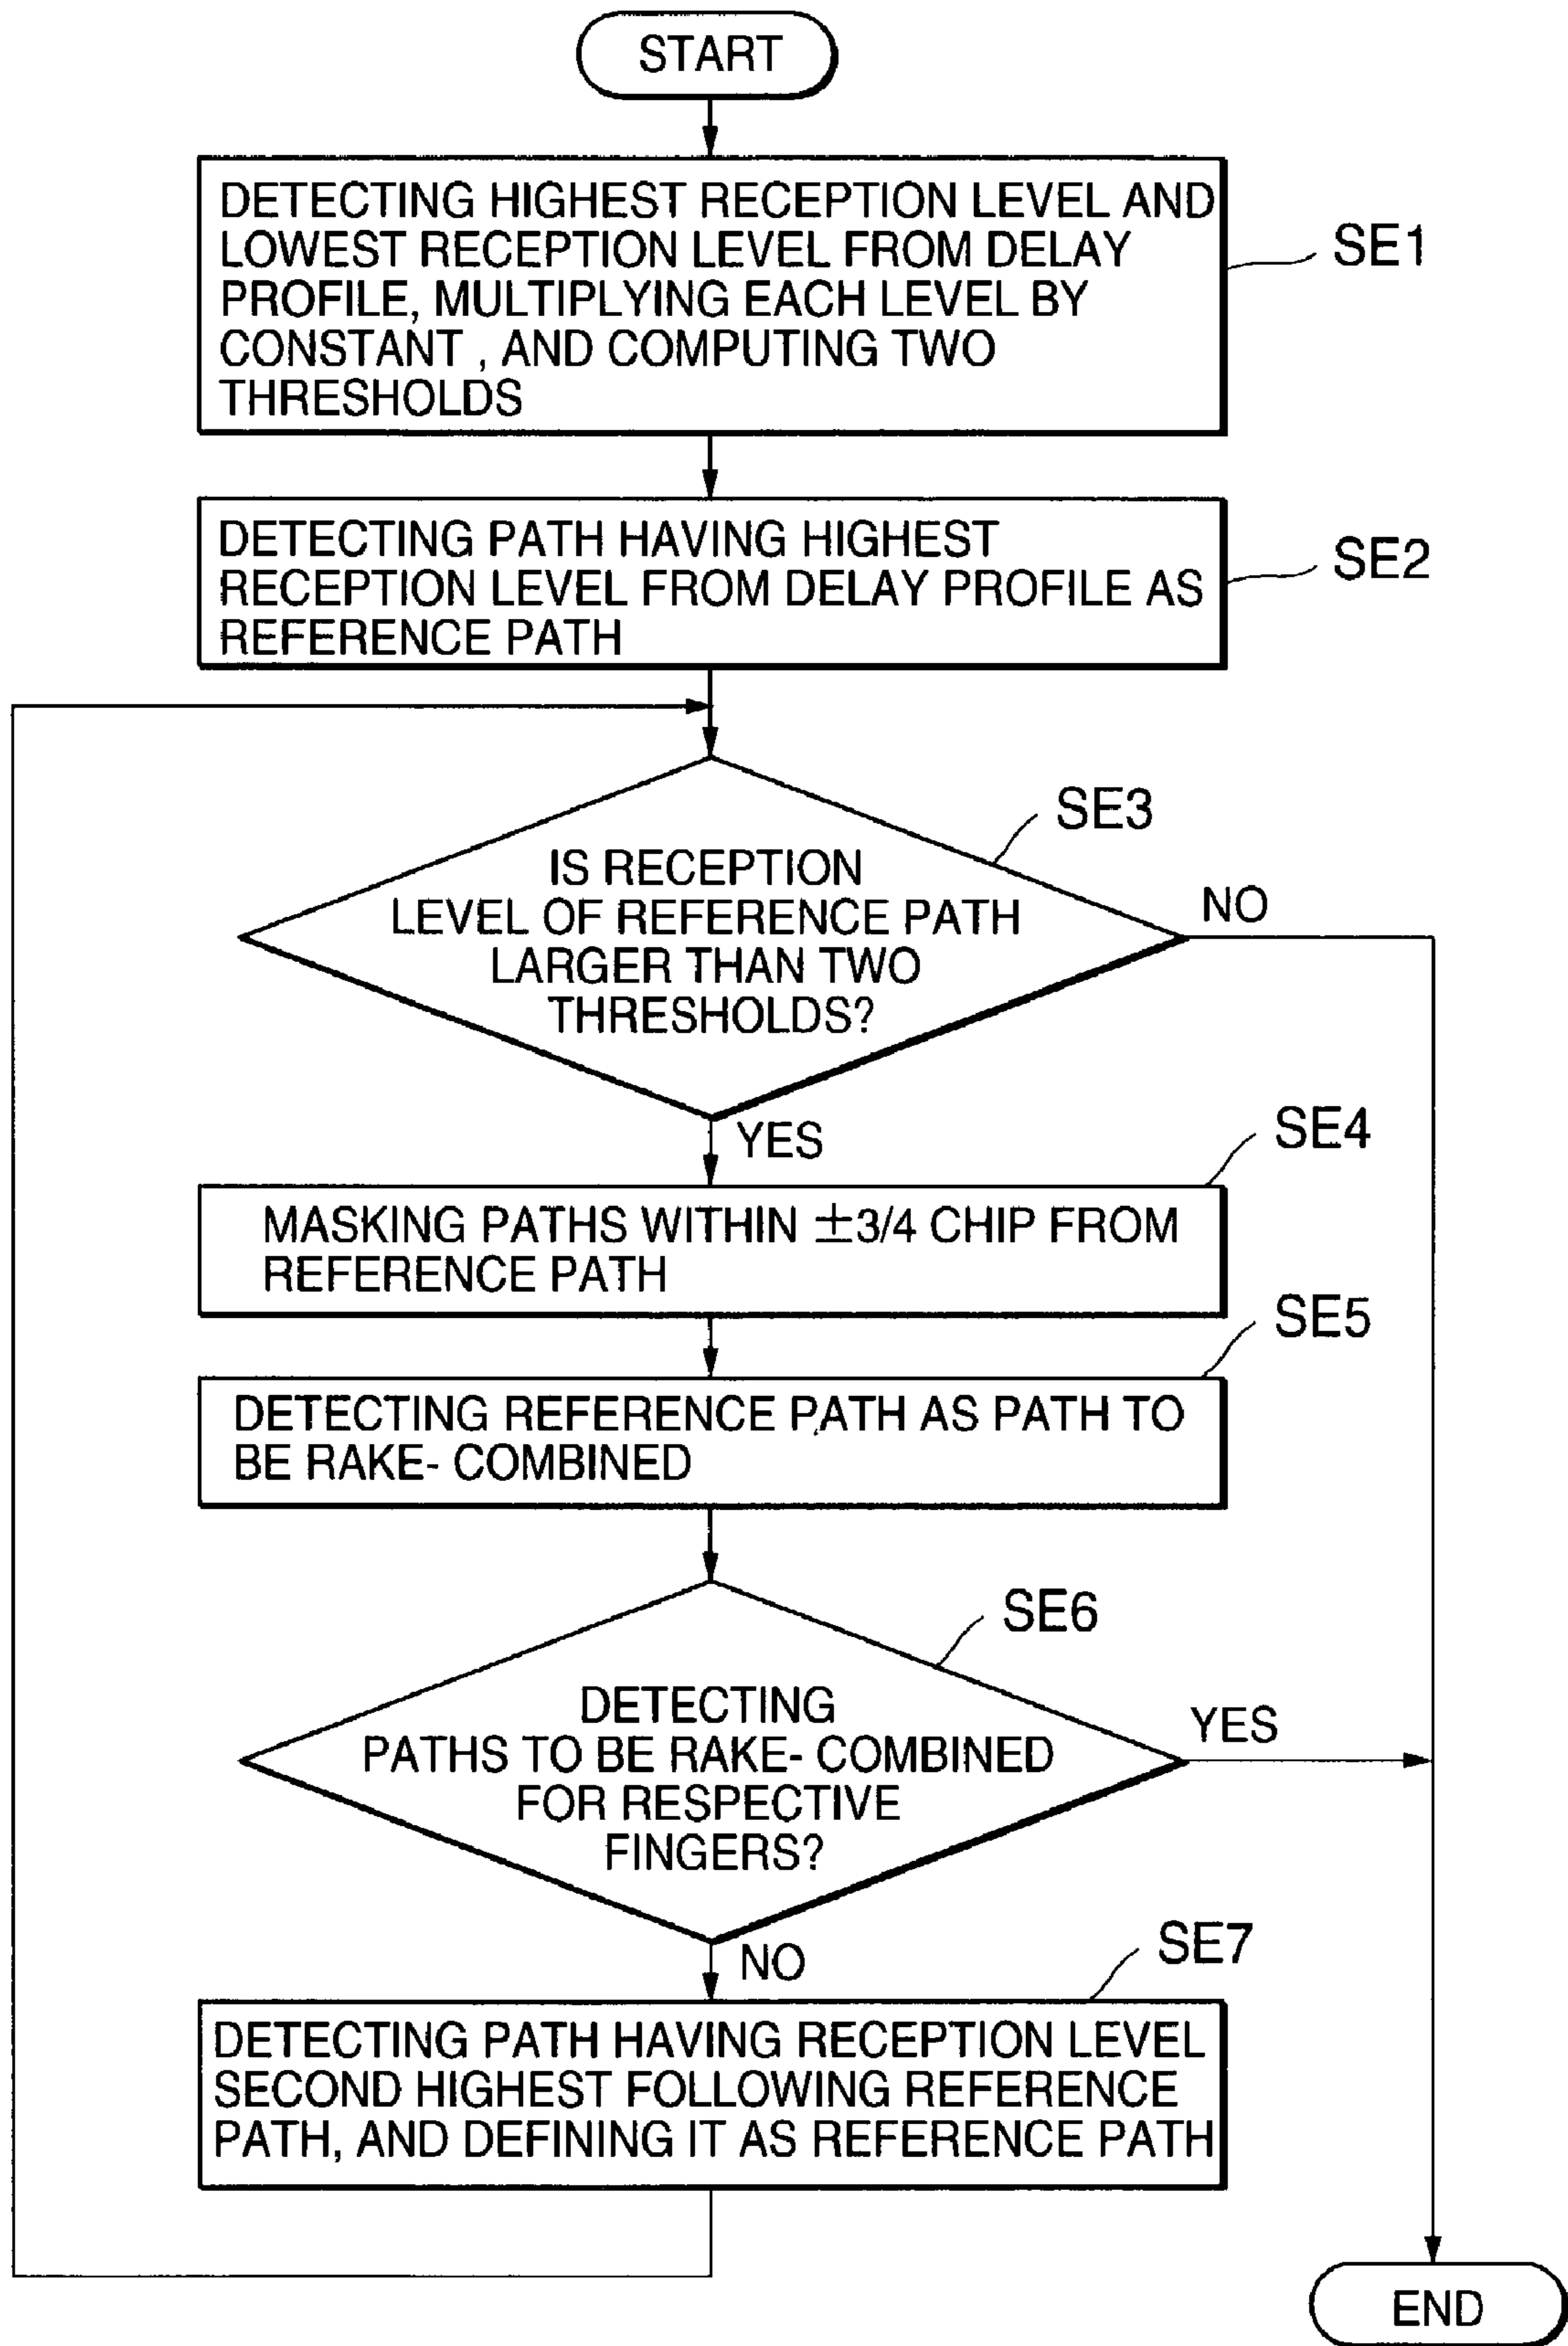 START
DETECTING HIGHEST RECEPTION LEVEL AND
LOWEST RECEPTION LEVEL FROM DELAY
PROFILE, MULTIPLYING EACH LEVEL BY
CONSTANT , AND COMPUTING TWO
THRESHOLDS
SE1
DETECTING PATH HAVING HIGHEST
RECEPTION LEVEL FROM DELAY PROFILE AS
REFERENCE PATH
SE2
SE3
IS RECEPTION
LEVEL OF REFERENCE PATH
LARGER THAN TWO
THRESHOLDS?
NO
YES
SE4
MASKING PATHS WITHIN ±3/4 CHIP FROM
REFERENCE PATH
SE5
DETECTING REFERENCE PATH AS PATH TO
BE RAKE- COMBINED
SE6
DETECTING
PATHS TO BE RAKE- COMBINED
FOR RESPECTIVE
FINGERS?
YES
NO
SE7
DETECTING PATH HAVING RECEPTION LEVEL
SECOND HIGHEST FOLLOWING REFERENCE
PATH, AND DEFINING IT AS REFERENCE PATH
END